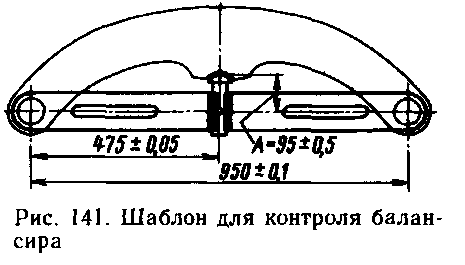 475±0,05
A=95±0,5
950±0,1
Рис. 141. Шаблон для контроля балан-
сира